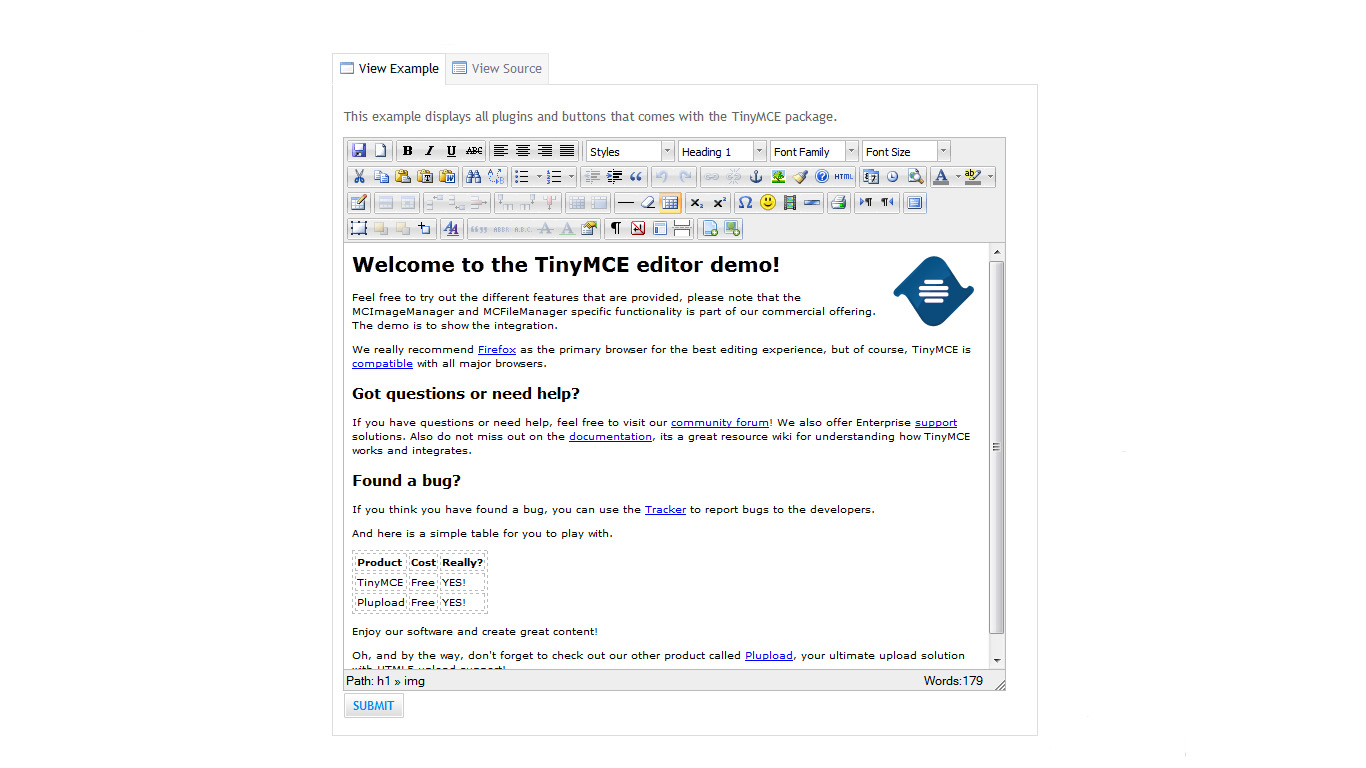 View Example View Source
This example displays all plugins and buttons that comes with the TinyMCE package.
B I U ABC Styles Heading 1 Font Family Font Size
HTML A ab
Path: h1 » img Words:179
Welcome to the TinyMCE editor demo!
Feel free to try out the different features that are provided, please note that the
MCImageManager and MCFileManager specific functionality is part of our commercial offering.
The demo is to show the integration.
We really recommend Firefox as the primary browser for the best editing experience, but of course, TinyMCE is
compatible with all major browsers.
Got questions or need help?
If you have questions or need help, feel free to visit our community forum! We also offer Enterprise support
solutions. Also do not miss out on the documentation, its a great resource wiki for understanding how TinyMCE
works and integrates.
Found a bug?
If you think you have found a bug, you can use the Tracker to report bugs to the developers.
And here is a simple table for you to play with.
Product Cost Really?
TinyMCE Free YES!
Plupload Free YES!
Enjoy our software and create great content!
Oh, and by the way, don't forget to check out our other product called Plupload, your ultimate upload solution
with HTML5 upload support!
SUBMIT